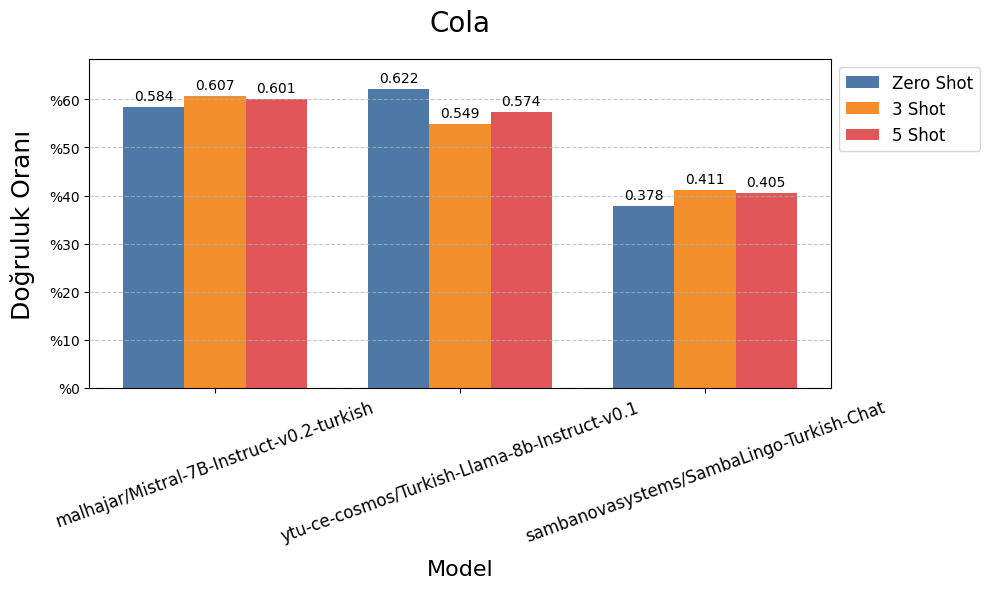 Cola
Zero Shot
3 Shot
5 Shot
Doğruluk Oranı
%60
%50
%40
%30
%20
%10
%0
0.584
0.607
0.601
0.622
0.549
0.574
0.378
0.411
0.405
malhajar/Mistral-7B-Instruct-v0.2-turkish
ytu-ce-cosmos/Turkish-Llama-8b-Instruct-v0.1
sambanovasystems/SambaLingo-Turkish-Chat
Model